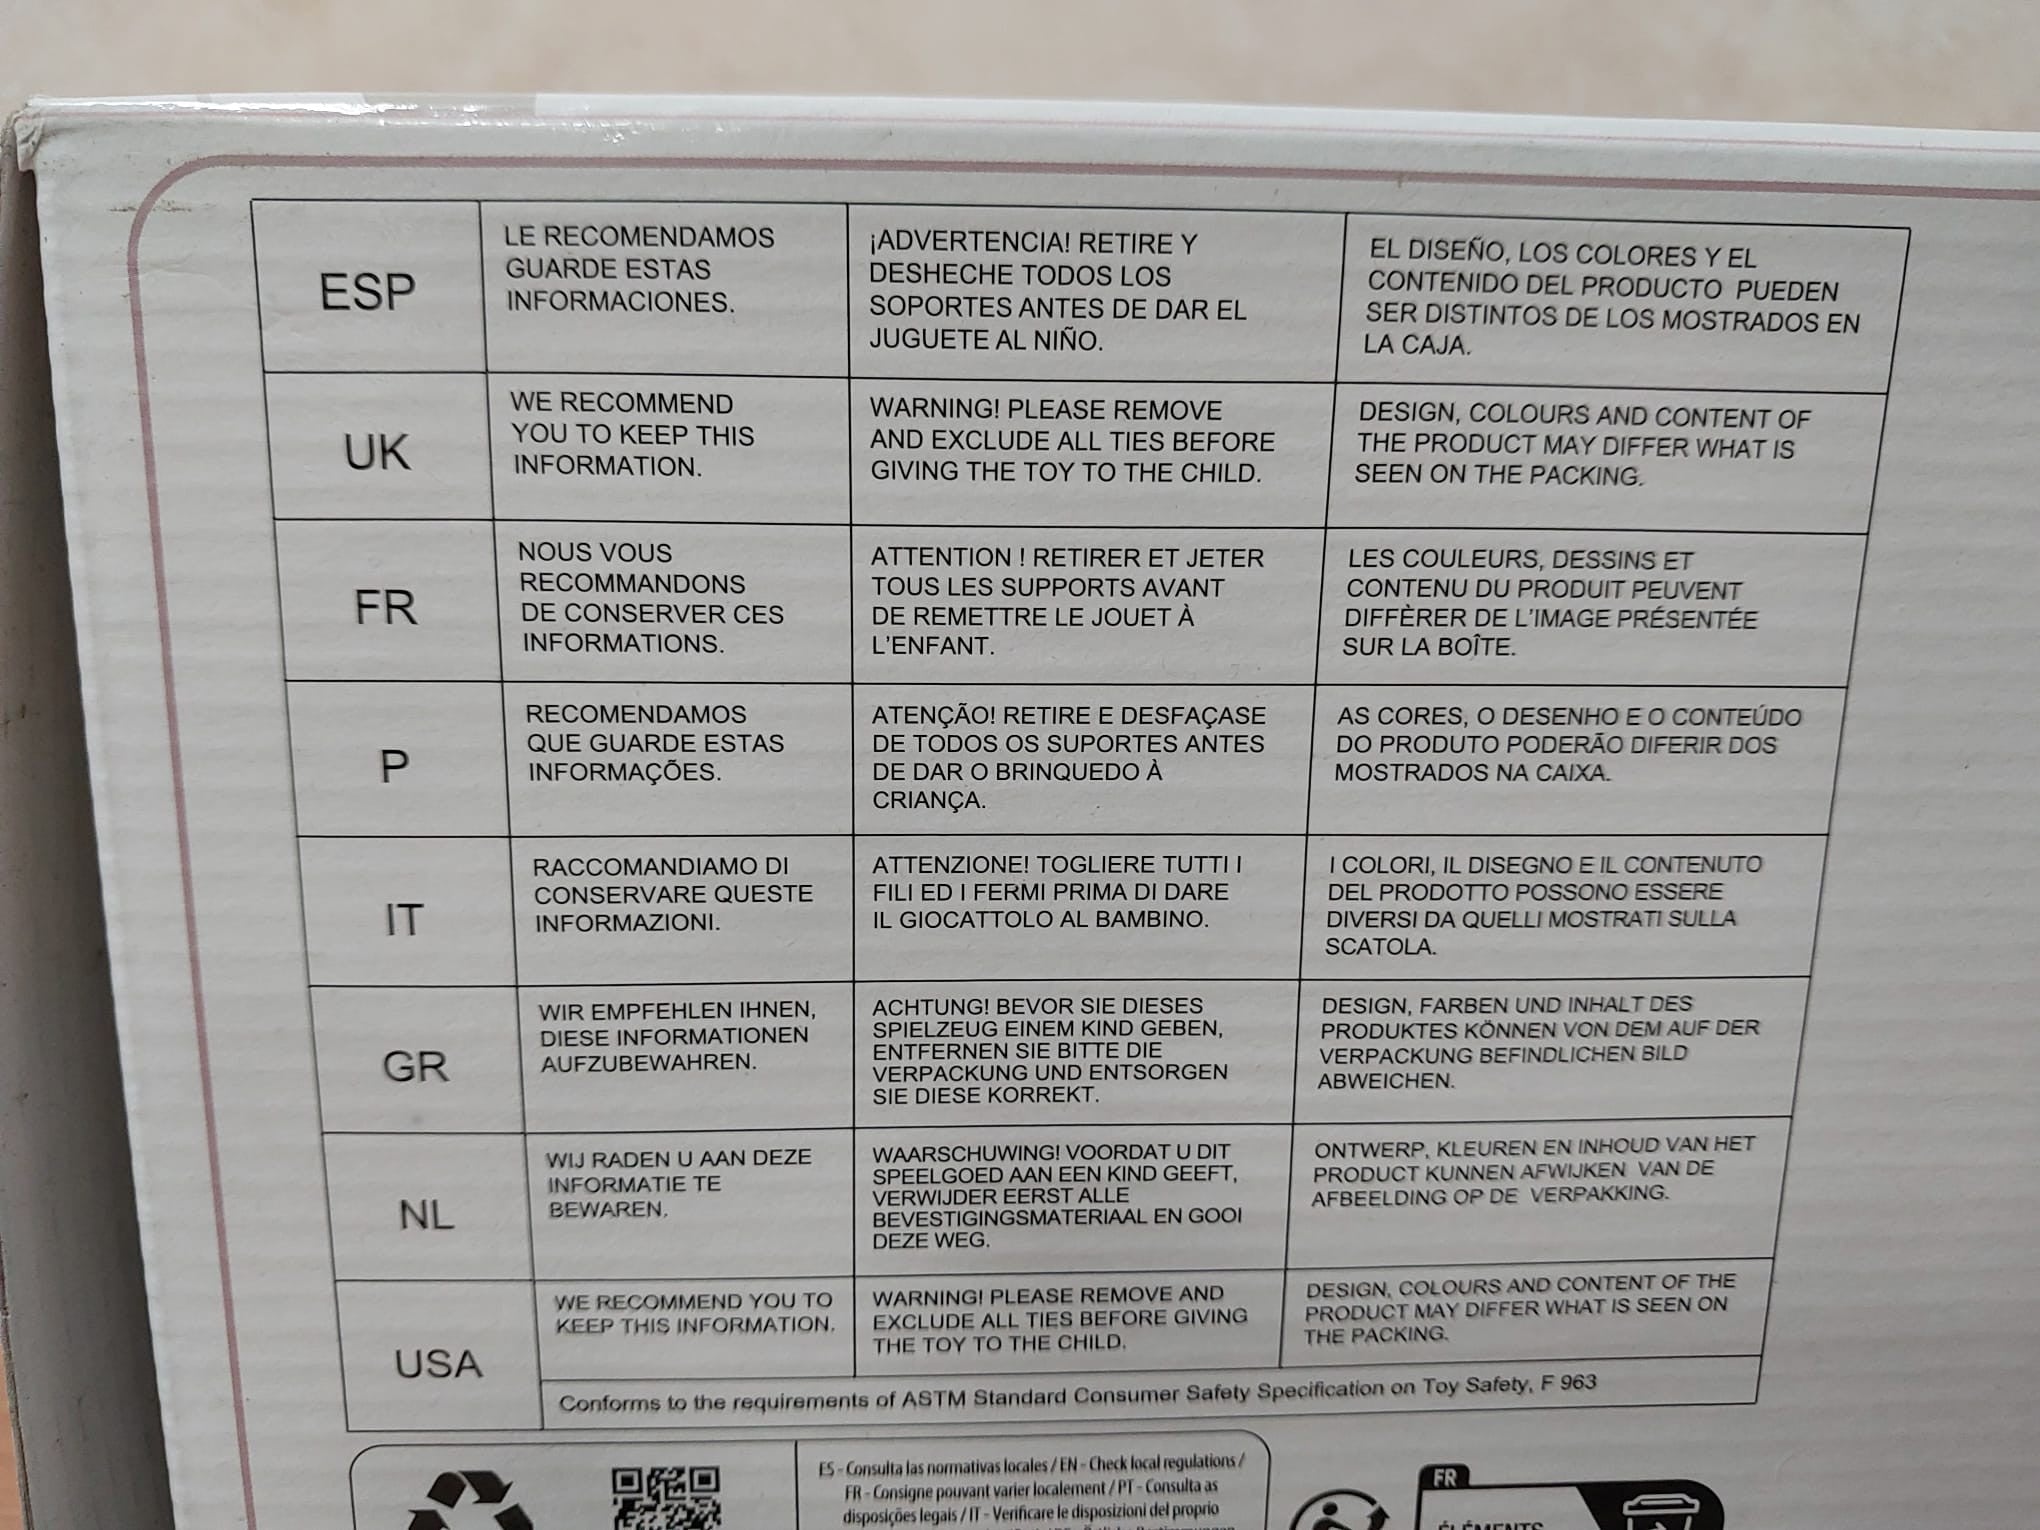 ESP
LE RECOMENDAMOS
GUARDE ESTAS
INFORMACIONES.
¡ADVERTENCIA! RETIRE Y
DESHECHE TODOS LOS
SOPORTES ANTES DE DAR EL
JUGUETE AL NIÑO.
EL DISEÑO, LOS COLORES Y EL
CONTENIDO DEL PRODUCTO PUEDEN
SER DISTINTOS DE LOS MOSTRADOS EN
LA CAJA.
UK
WE RECOMMEND
YOU TO KEEP THIS
INFORMATION.
WARNING! PLEASE REMOVE
AND EXCLUDE ALL TIES BEFORE
GIVING THE TOY TO THE CHILD.
DESIGN, COLOURS AND CONTENT OF
THE PRODUCT MAY DIFFER WHAT IS
SEEN ON THE PACKING.
FR
NOUS VOUS
RECOMMANDONS
DE CONSERVER CES
INFORMATIONS.
ATTENTION ! RETIRER ET JETER
TOUS LES SUPPORTS AVANT
DE REMETTRE LE JOUET À
L'ENFANT.
LES COULEURS, DESSINS ET
CONTENU DU PRODUIT PEUVENT
DIFFÈRER DE L'IMAGE PRÉSENTÉE
SUR LA BOÎTE.
P
RECOMENDAMOS
QUE GUARDE ESTAS
INFORMAÇÕES.
ATENÇÃO! RETIRE E DESFAÇASE
DE TODOS OS SUPORTES ANTES
DE DAR O BRINQUEDO À
CRIANÇA.
AS CORES, O DESENHO E O CONTEÚDO
DO PRODUTO PODERÃO DIFERIR DOS
MOSTRADOS NA CAIXA.
IT
RACCOMANDIAMO DI
CONSERVARE QUESTE
INFORMAZIONI.
ATTENZIONE! TOGLIERE TUTTI I
FILI ED I FERMI PRIMA DI DARE
IL GIOCATTOLO AL BAMBINO.
I COLORI, IL DISEGNO E IL CONTENUTO
DEL PRODOTTO POSSONO ESSERE
DIVERSI DA QUELLI MOSTRATI SULLA
SCATOLA.
GR
WIR EMPFEHLEN IHNEN,
DIESE INFORMATIONEN
AUFZUBEWAHREN.
ACHTUNG! BEVOR SIE DIESES
SPIELZEUG EINEM KIND GEBEN,
ENTFERNEN SIE BITTE DIE
VERPACKUNG UND ENTSORGEN
SIE DIESE KORREKT.
DESIGN, FARBEN UND INHALT DES
PRODUKTES KÖNNEN VON DEM AUF DER
VERPACKUNG BEFINDLICHEN BILD
ABWEICHEN.
NL
WIJ RADEN U AAN DEZE
INFORMATIE TE
BEWAREN.
WAARSCHUWING! VOORDAT U DIT
SPEELGOED AAN EEN KIND GEEFT,
VERWIJDER EERST ALLE
BEVESTIGINGSMATERIAAL EN GOOI
DEZE WEG.
ONTWERP, KLEUREN EN INHOUD VAN HET
PRODUCT KUNNEN AFWIJKEN VAN DE
AFBEELDING OP DE VERPAKKING.
USA
WE RECOMMEND YOU TO
KEEP THIS INFORMATION.
WARNING! PLEASE REMOVE AND
EXCLUDE ALL TIES BEFORE GIVING
THE TOY TO THE CHILD.
DESIGN, COLOURS AND CONTENT OF THE
PRODUCT MAY DIFFER WHAT IS SEEN ON
THE PACKING.
Conforms to the requirements of ASTM Standard Consumer Safety Specification on Toy Safety, F 963
ES - Consulta las normativas locales / EN - Check local regulations /
FR - Consigne pouvant varier localement / PT - Consulta as
disposições legais / IT - Verificare le disposizioni del proprio
FR
ÉLÉMENTS